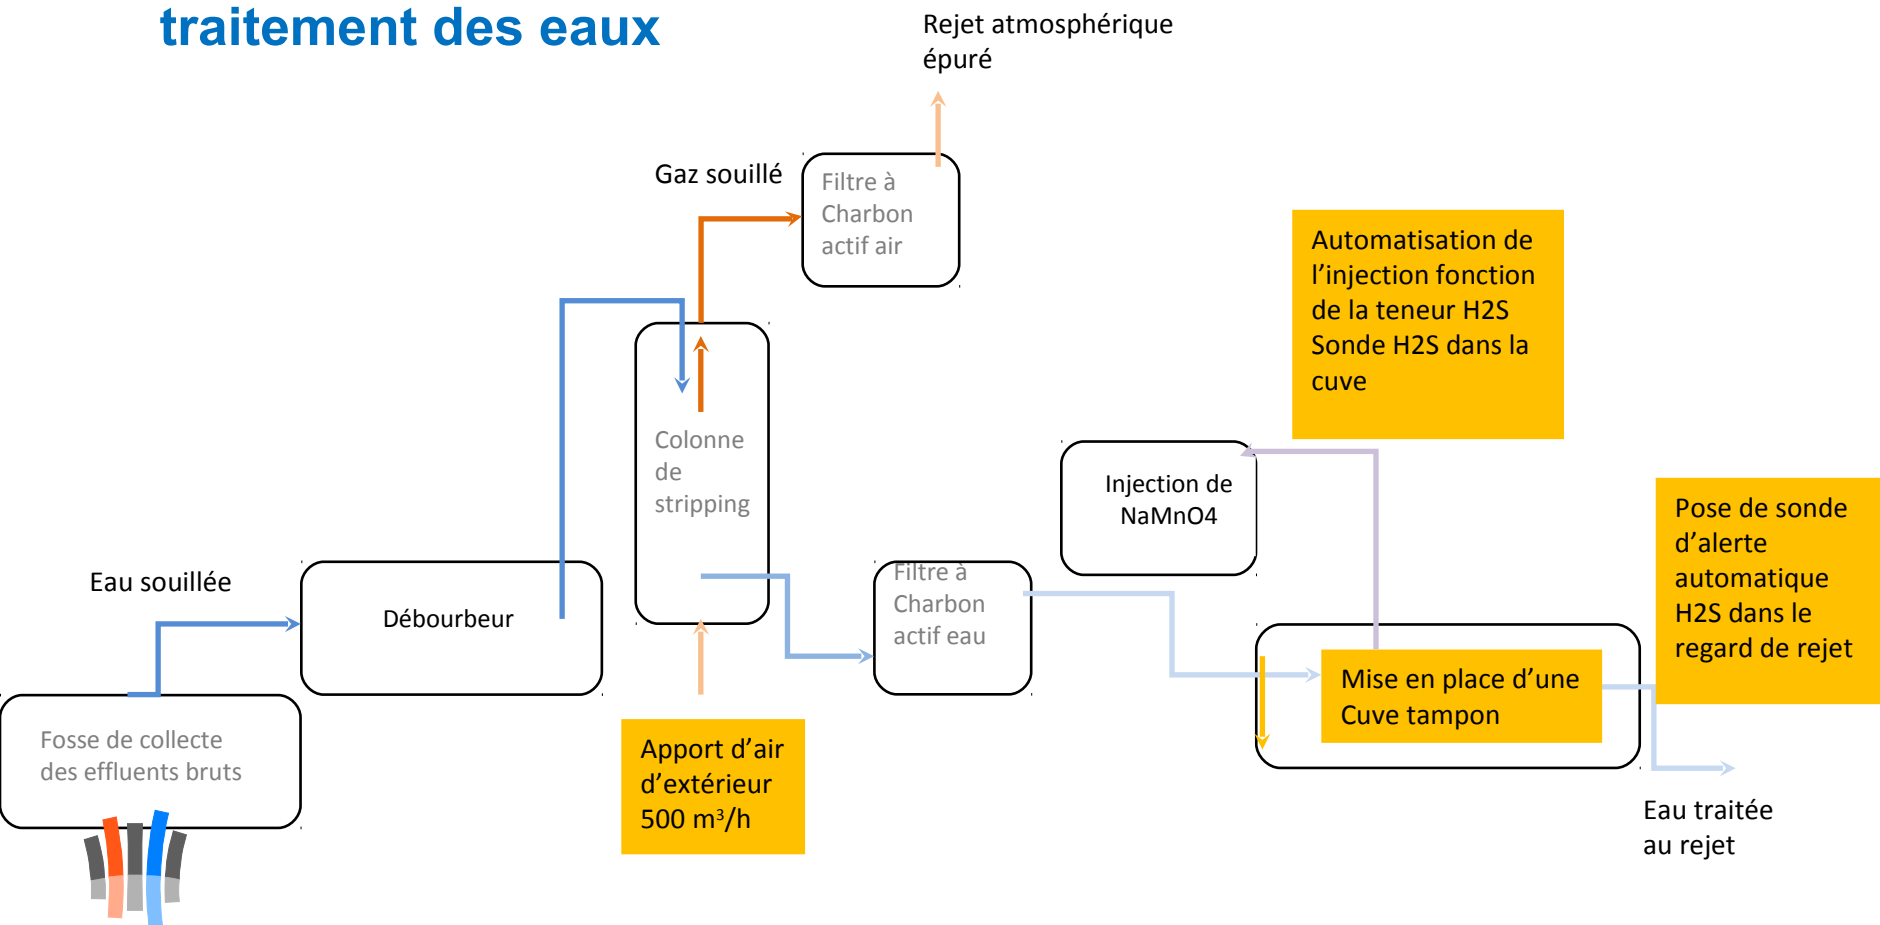 traitement des eaux
Rejet atmosphérique
épuré
Gaz souillé
Filtre à
Charbon
actif air
Automatisation de
l’injection fonction
de la teneur H2S
Sonde H2S dans la
cuve
Colonne
de
stripping
Injection de
NaMnO4
Pose de sonde
d’alerte
automatique
H2S dans le
regard de rejet
Eau souillée
Débourbeur
Filtre à
Charbon
actif eau
Mise en place d’une
Cuve tampon
Fosse de collecte
des effluents bruts
Apport d’air
d’extérieur
500 m³/h
Eau traitée
au rejet